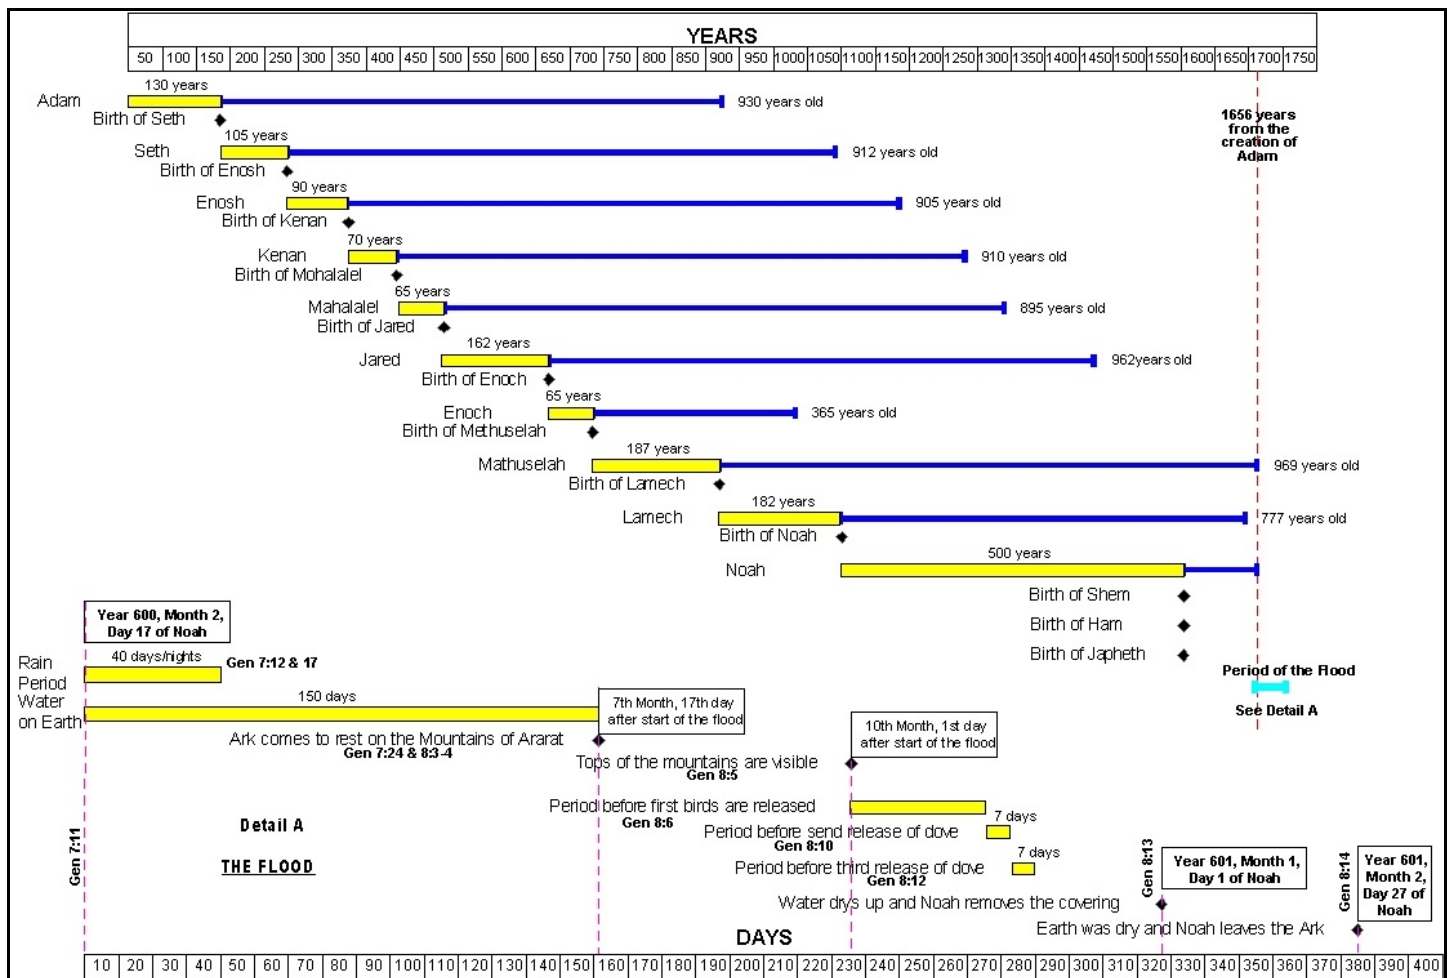 YEARS
50 100 150 200 250 300 350 400 450 500 550 600 650 700 750 800 850 900 950 1000 1050 1100 1150 1200 1250 1300 1350 1400 1450 1500 1550 1600 1650 1700 1750
130 years
Adam
930 years old
Birth of Seth
1656 years
from the
creation of
Adam
105 years
Seth
912 years old
Birth of Enosh
90 years
Enosh
905 years old
Birth of Kenan
70 years
Kenan
910 years old
Birth of Mohalalel
65 years
Mahalalel
895 years old
Birth of Jared
162 years
Jared
962years old
Birth of Enoch
65 years
Enoch
365 years old
Birth of Methuselah
187 years
Mathuselah
969 years old
Birth of Lamech
182 years
Lamech
777 years old
Birth of Noah
500 years
Noah
Birth of Shem
Birth of Ham
Birth of Japheth
Period of the Flood
See Detail A
Year 600, Month 2,
Day 17 of Noah
40 days/nights
Rain
Period
Gen 7:12 & 17
Water
on Earth
150 days
7th Month, 17th day
after start of the flood
Ark comes to rest on the Mountains of Ararat
Gen 7:24 & 8:3-4
10th Month, 1st day
after start of the flood
Tops of the mountains are visible
Gen 8:5
Period before first birds are released
Gen 8:6
7 days
Period before send release of dove
Gen 8:10
7 days
Period before third release of dove
Gen 8:12
Detail A
THE FLOOD
Gen 7:11
Gen 8:13
Year 601, Month 1,
Day 1 of Noah
Water drys up and Noah removes the covering
Gen 8:14
Year 601,
Month 2,
Day 27 of
Noah
Earth was dry and Noah leaves the Ark
DAYS
10 20 30 40 50 60 70 80 90 100 110 120 130 140 150 160 170 180 190 200 210 220 230 240 250 260 270 280 290 300 310 320 330 340 350 360 370 380 390 400